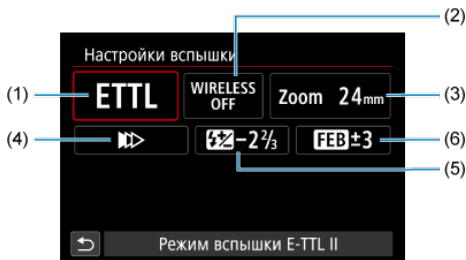 (2)
Настройки вспышки
(1) ETTL WIRELESS OFF Zoom 24mm (3)
(4) -2⅔ FEB±3 (6)
(5)
Режим вспышки E-TTL II